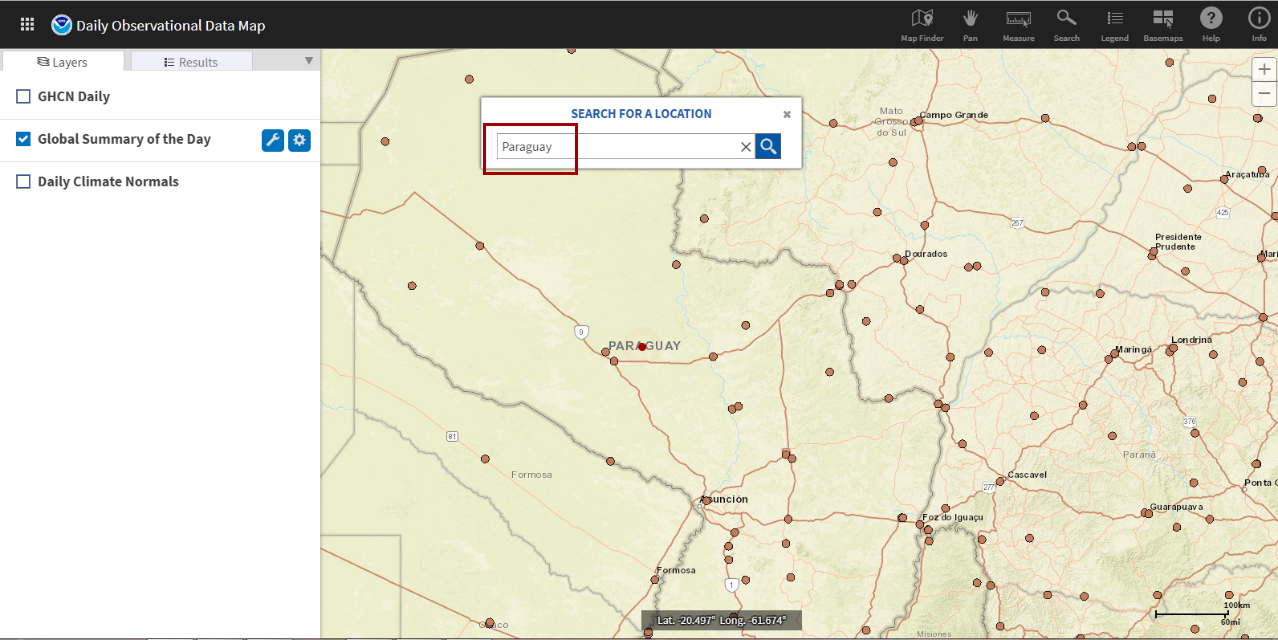 Daily Observational Data Map
Map Finder
Pan
Measure
Search
Legend
Basemaps
Help
Info
Layers
Results
GHCN Daily
Global Summary of the Day
Daily Climate Normals
SEARCH FOR A LOCATION
Paraguay
Mato
Grosso
do Sul
Campo Grande
Araçatuba
425
267
Presidente
Prudente
Mari
Dourados
9
PARAGUAY
Londrina
Maringá
376
81
Formosa
Paraná
Cascavel
277
Ponta G
Asunción
Guarapuava
Foz do Iguaçu
Formosa
1
100km
60mi
Lat. -20.497° Long. -61.674°
Chaco
Misiones